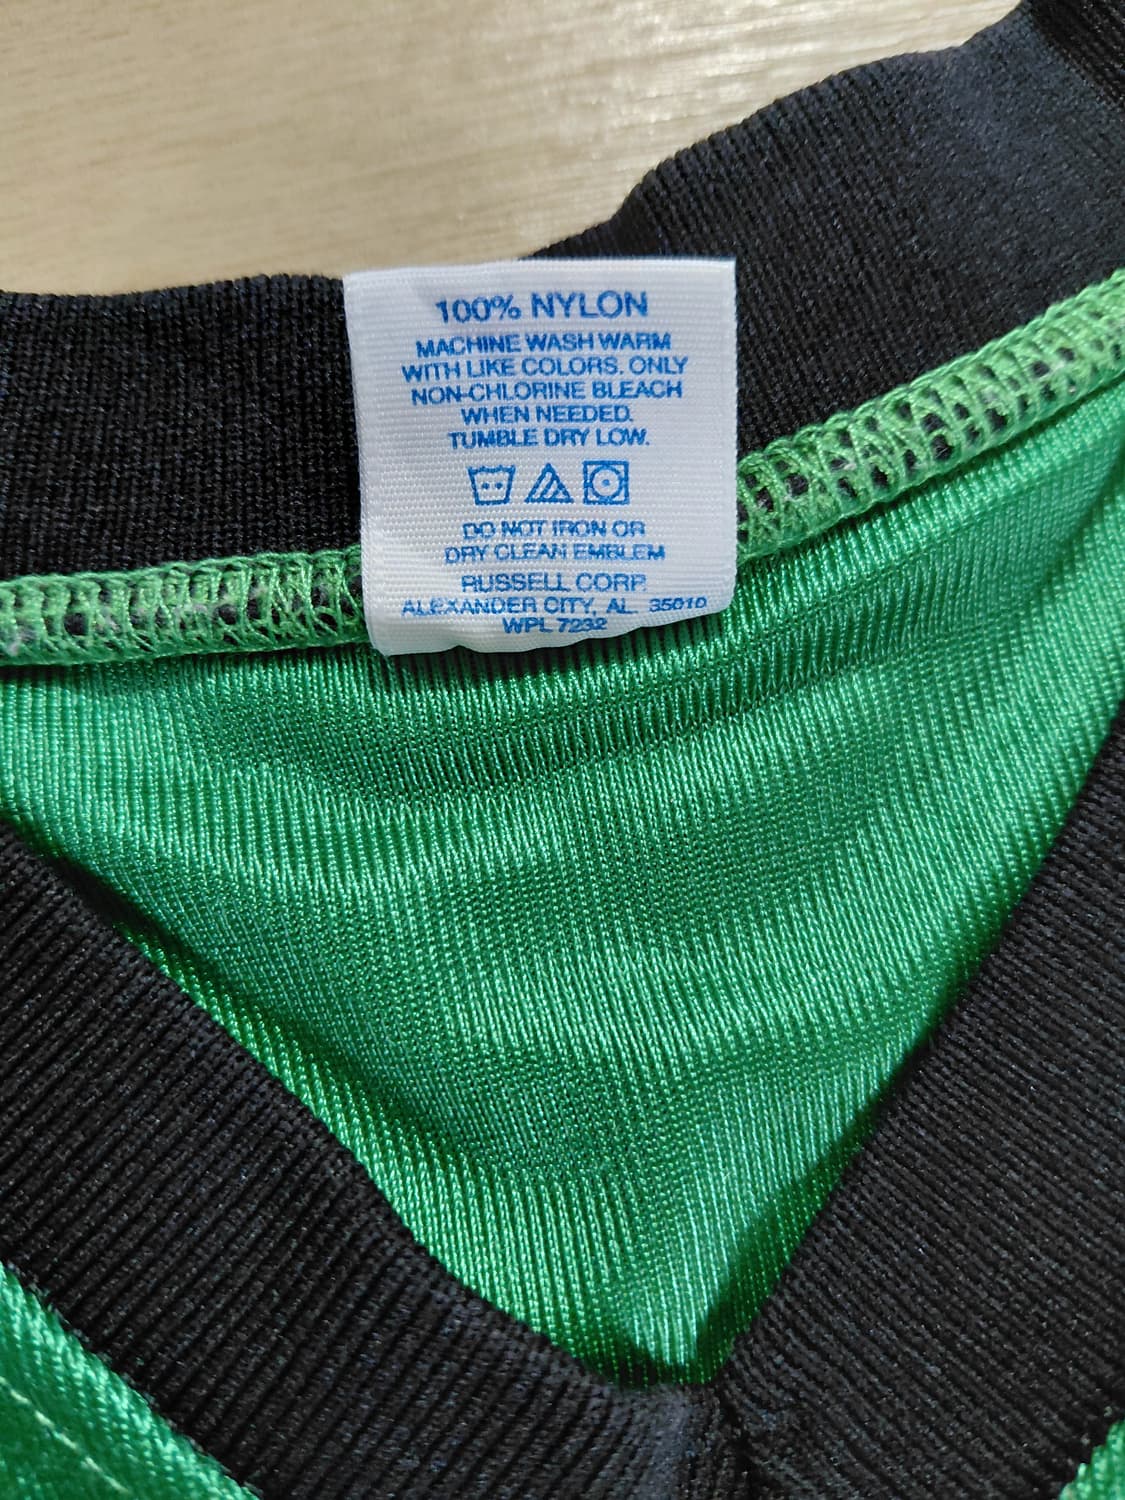 100% NYLON
MACHINE WASH WARM
WITH LIKE COLORS. ONLY
NON-CHLORINE BLEACH
WHEN NEEDED.
TUMBLE DRY LOW.
DO NOT IRON OR
DRY CLEAN EMBLEM
RUSSELL CORP.
ALEXANDER CITY, AL 35010
WPL 7232